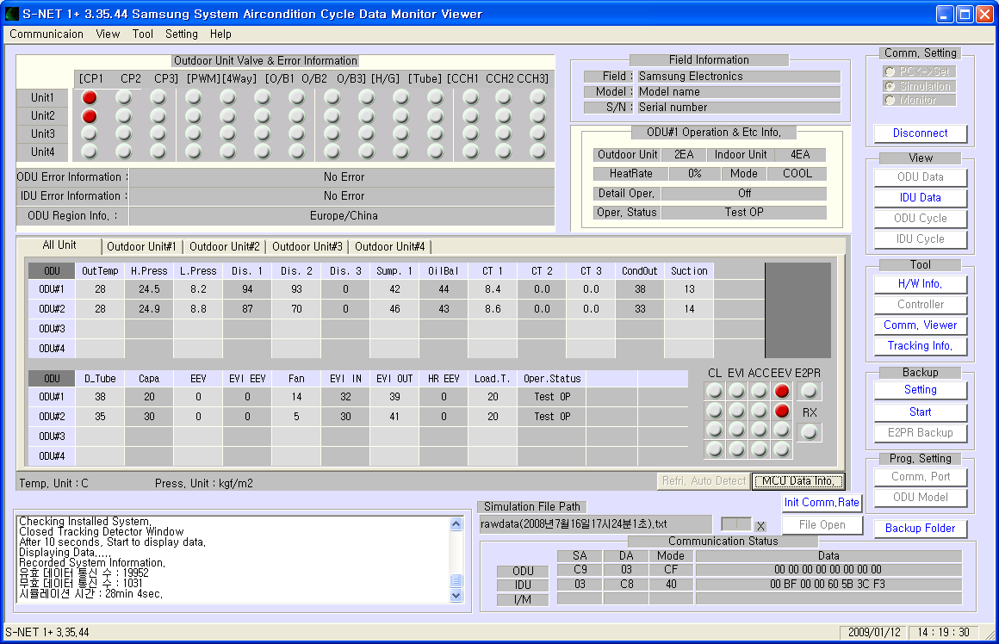 S-NET 1+ 3.35.44 Samsung System Aircondition Cycle Data Monitor Viewer
Communicaion View Tool Setting Help
Outdoor Unit Valve & Error Information
[CP1 CP2 CP3] [PWM] [4Way] [O/B1 O/B2 O/B3] [H/G] [Tube] [CCH1 CCH2 CCH3]
Unit1
Unit2
Unit3
Unit4
ODU Error Information : No Error
IDU Error Information : No Error
ODU Region Info. : Europe/China
Field Information
Field : Samsung Electronics
Model : Model name
S/N : Serial number
ODU#1 Operation & Etc Info.
Outdoor Unit 2EA Indoor Unit 4EA
HeatRate 0% Mode COOL
Detail Oper. Off
Oper. Status Test OP
Comm. Setting
PC<->Set
Simulation
Monitor
Disconnect
View
ODU Data
IDU Data
ODU Cycle
IDU Cycle
Tool
H/W Info.
Controller
Comm. Viewer
Tracking Info.
Backup
Setting
Start
E2PR Backup
Prog. Setting
Comm. Port
ODU Model
Backup Folder
All Unit Outdoor Unit#1 Outdoor Unit#2 Outdoor Unit#3 Outdoor Unit#4
ODU OutTemp H.Press L.Press Dis. 1 Dis. 2 Dis. 3 Sump. 1 OilBal CT 1 CT 2 CT 3 CondOut Suction
ODU#1 28 24.5 8.2 94 93 0 42 44 8.4 0.0 0.0 38 13
ODU#2 28 24.9 8.8 87 70 0 46 43 8.6 0.0 0.0 33 14
ODU#3
ODU#4
ODU D_Tube Capa EEV EVI EEV Fan EVI IN EVI OUT HR EEV Load.T. Oper.Status
ODU#1 38 20 0 0 14 32 39 0 20 Test OP
ODU#2 35 30 0 0 5 30 41 0 20 Test OP
ODU#3
ODU#4
CL EVI ACC EEV E2PR
RX
Temp. Unit : C Press. Unit : kgf/m2
Refri. Auto Detect MCU Data Info.
Checking Installed System.
Closed Tracking Detector Window
After 10 seconds, Start to display data.
Displaying Data.....
Recorded System Information.
유효 데이터 통신 수 : 19952
무효 데이터 통신 수 : 1031
시뮬레이션 시간 : 28min 4sec.
Simulation File Path
Init Comm.Rate
rawdata(2008년7월16일17시24분1초).txt 1 X File Open
Communication Status
SA DA Mode Data
ODU C9 03 CF 00 00 00 00 00 00 00 00
IDU 03 C8 40 00 BF 00 00 60 5B 3C F3
I/M
S-NET 1+ 3.35.44 2009/01/12 14 : 19 : 30